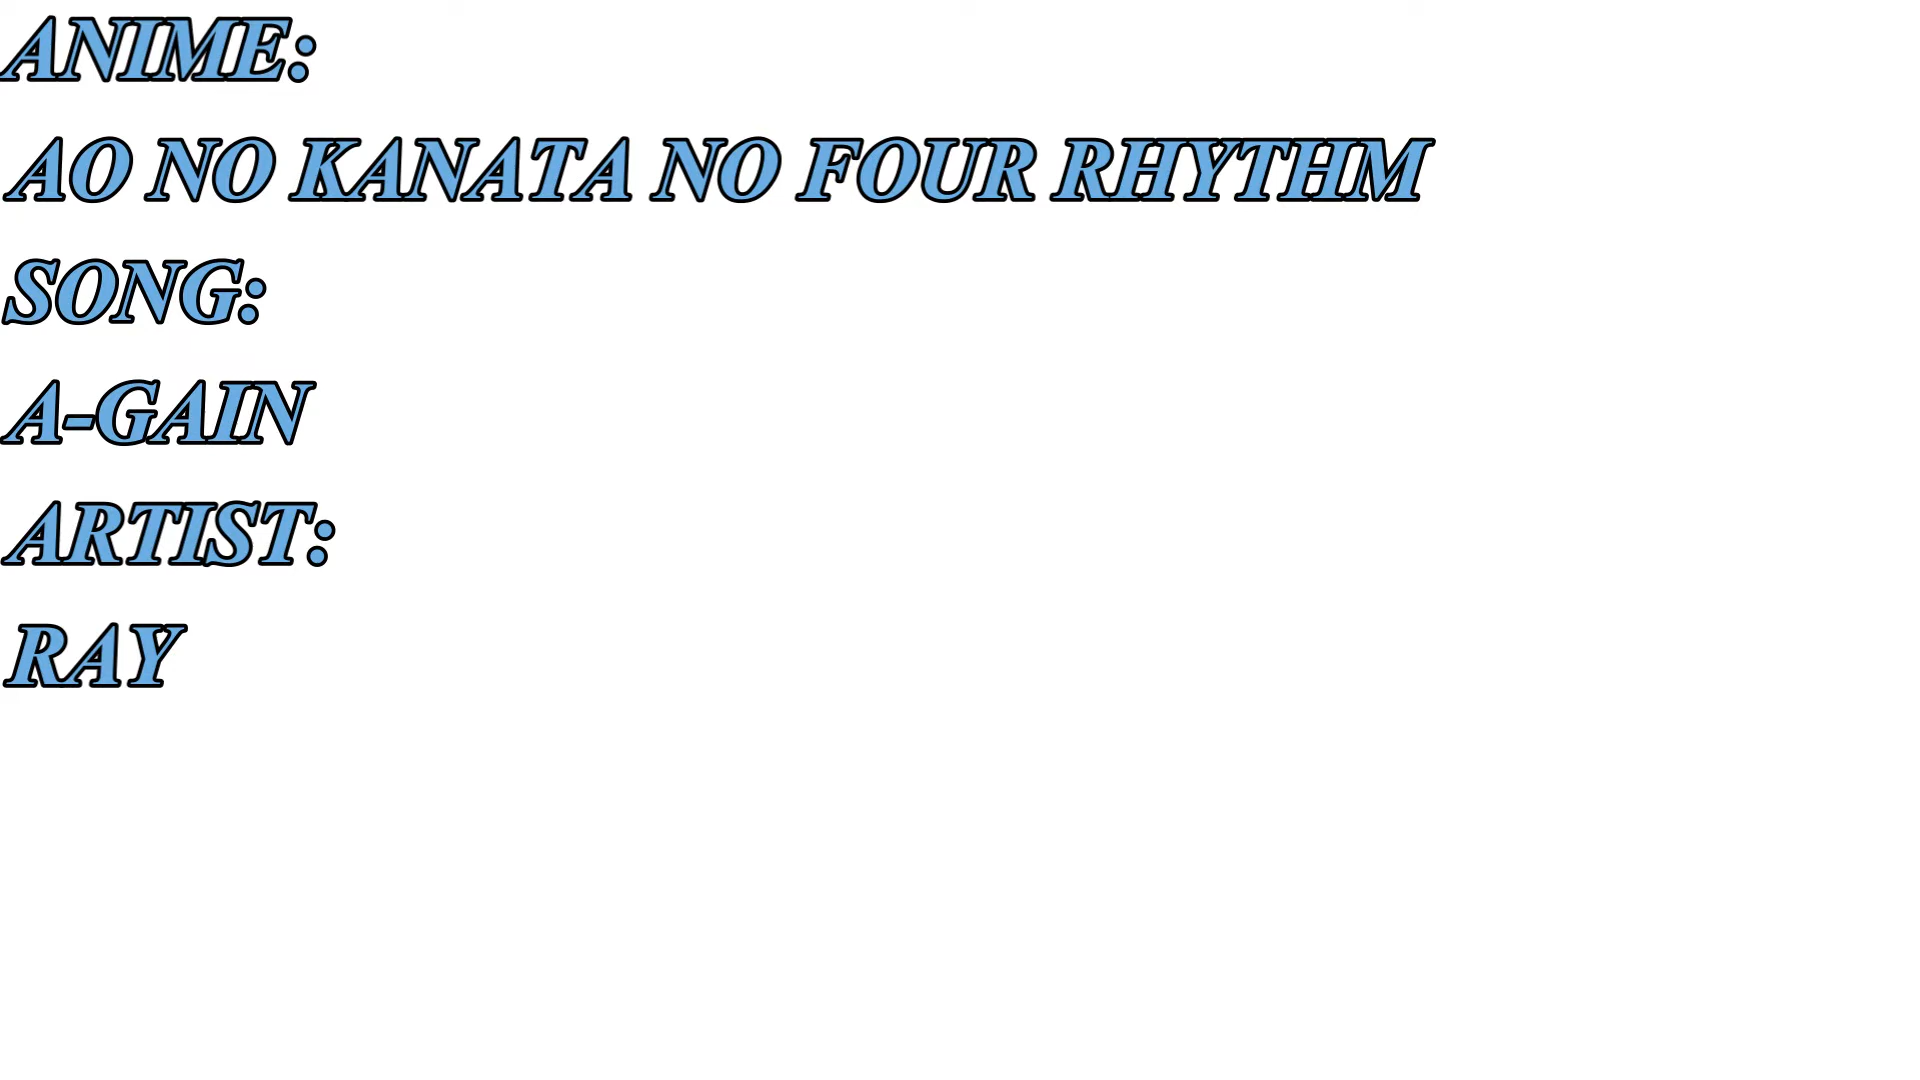 ANIME:
AO NO KANATA NO FOUR RHYTHM
SONG:
A-GAIN
ARTIST:
RAY